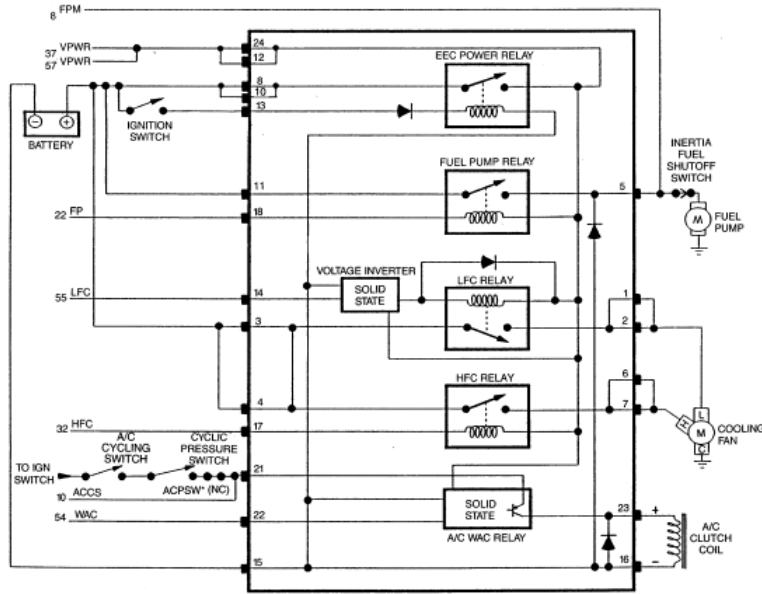 8 FPM
37 VPWR
57 VPWR
24
12
8
10
13
EEC POWER RELAY
IGNITION
SWITCH
BATTERY
− +
FUEL PUMP RELAY
11
5
INERTIA
FUEL
SHUTOFF
SWITCH
22 FP
18
M
FUEL
PUMP
VOLTAGE INVERTER
SOLID
STATE
LFC RELAY
55 LFC
14
1
3
2
HFC RELAY
6
4
7
32 HFC
17
L
H
M
C
COOLING
FAN
A/C
CYCLING
SWITCH
CYCLIC
PRESSURE
SWITCH
TO IGN
SWITCH
21
10 ACCS
ACPSW* (NC)
54 WAC
22
SOLID
STATE
A/C WAC RELAY
23
+
A/C
CLUTCH
COIL
15
16
−